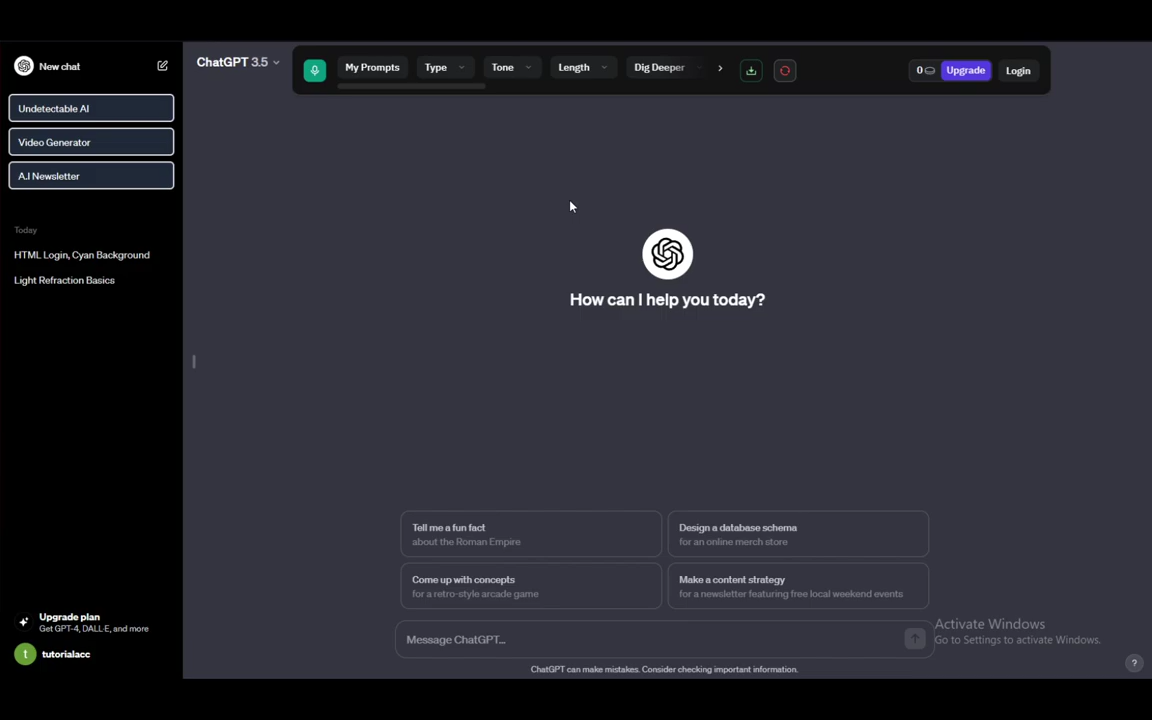 New chat
Undetectable AI
Video Generator
A.I Newsletter
Today
HTML Login, Cyan Background
Light Refraction Basics
Upgrade plan
Get GPT-4, DALL·E, and more
t
tutorialacc
ChatGPT 3.5
My Prompts
Type
Tone
Length
Dig Deeper
0
Upgrade
Login
How can I help you today?
Tell me a fun fact
about the Roman Empire
Design a database schema
for an online merch store
Come up with concepts
for a retro-style arcade game
Make a content strategy
for a newsletter featuring free local weekend events
Message ChatGPT...
ChatGPT can make mistakes. Consider checking important information.
Activate Windows
Go to Settings to activate Windows.
?